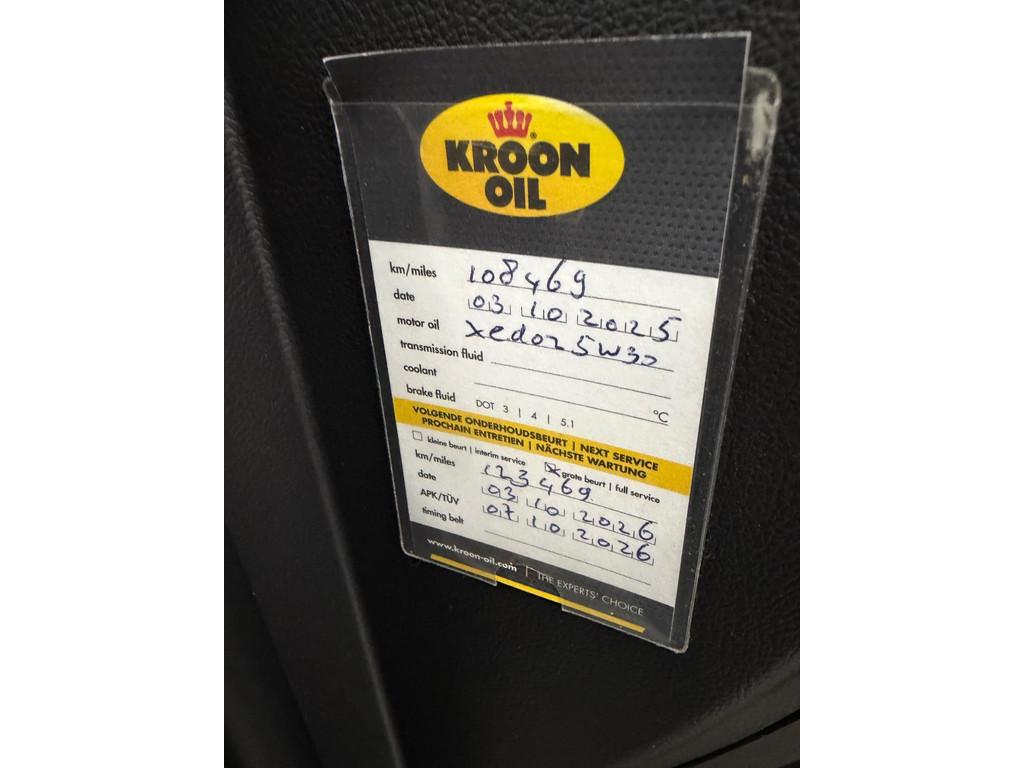 KROON
OIL
km/miles 108469
date 03 10 2025
motor oil xedoz 5w30
transmission fluid
coolant °C
brake fluid DOT 3 | 4 | 5.1
VOLGENDE ONDERHOUDSBEURT | NEXT SERVICE
PROCHAIN ENTRETIEN | NÄCHSTE WARTUNG
kleine beurt | interim service grote beurt | full service
km/miles 123469
date 03 10 2026
APK/TÜV 07 10 2026
timing belt
www.kroon-oil.com | THE EXPERTS' CHOICE